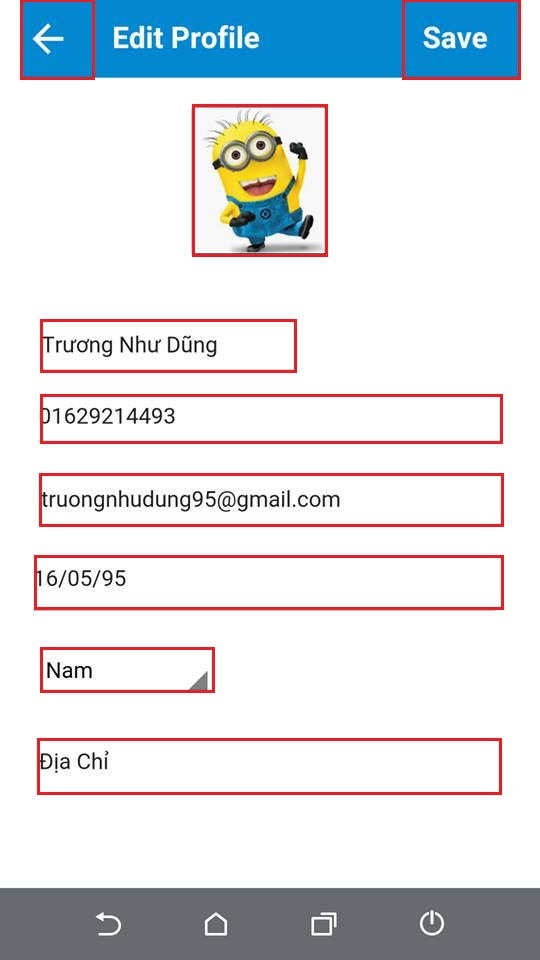 Edit Profile Save
Trương Như Dũng
01629214493
truongnhudung95@gmail.com
16/05/95
Nam
Địa Chỉ